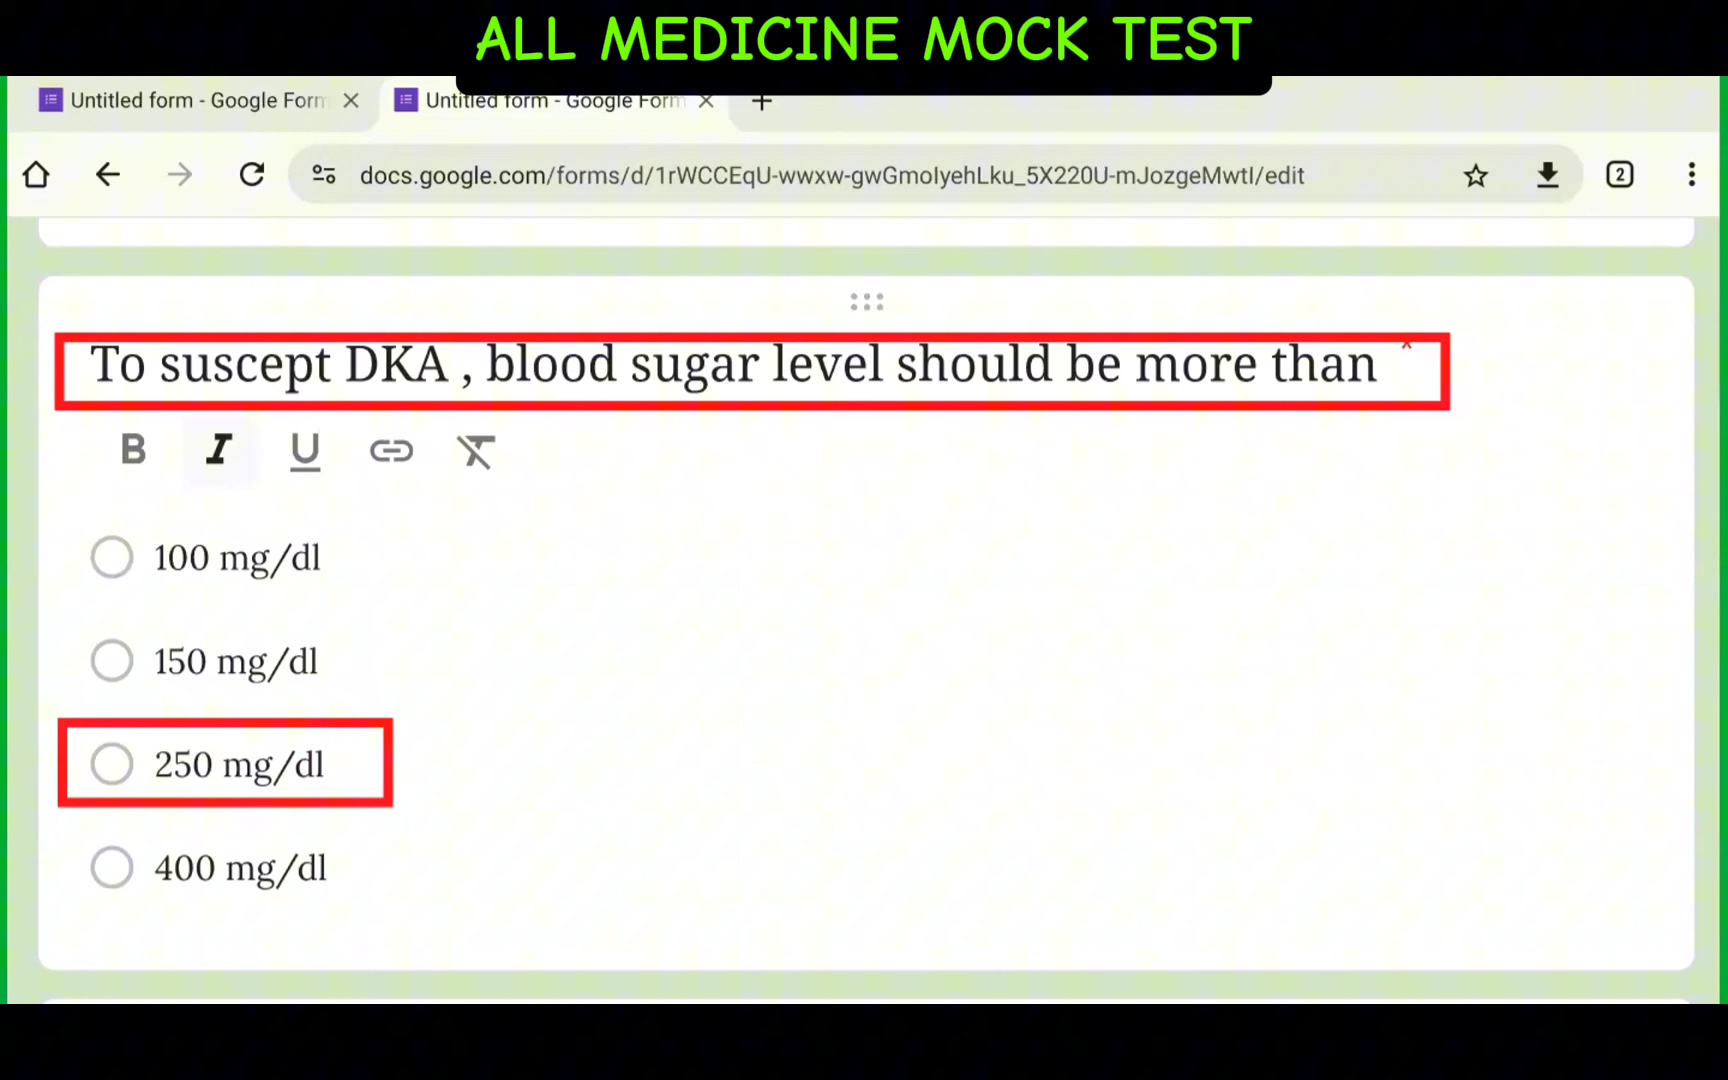 ALL MEDICINE MOCK TEST
Untitled form - Google Form
Untitled form - Google Form
docs.google.com/forms/d/1rWCCEqU-wwxw-gwGmoIyehLku_5X220U-mJozgeMwtI/edit
2
To suscept DKA , blood sugar level should be more than *
B I U
100 mg/dl
150 mg/dl
250 mg/dl
400 mg/dl